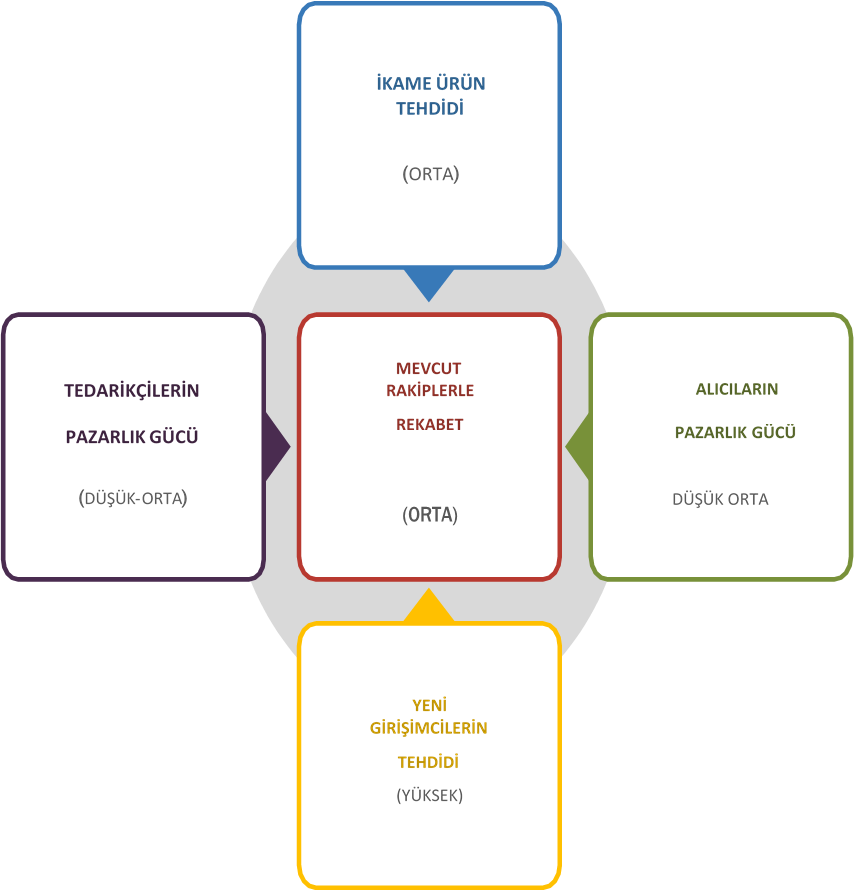 İKAME ÜRÜN
TEHDİDİ
(ORTA)
TEDARİKÇİLERİN
PAZARLIK GÜCÜ
(DÜŞÜK-ORTA)
MEVCUT
RAKİPLERLE
REKABET
(ORTA)
ALICILARIN
PAZARLIK GÜCÜ
DÜŞÜK ORTA
YENİ
GİRİŞİMCİLERİN
TEHDİDİ
(YÜKSEK)